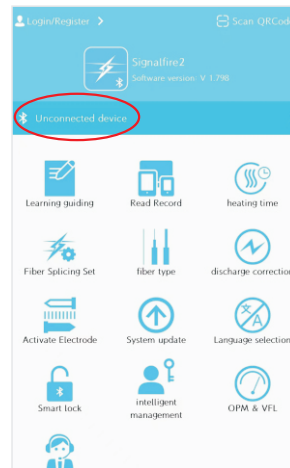 Login/Register >
Scan QRCod
Signalfire2
Software version: V 1.798
Unconnected device
Learning guiding
Read Record
heating time
Fiber Splicing Set
fiber type
discharge correction
Activate Electrode
System update
Language selection
Smart lock
intelligent
management
OPM & VFL